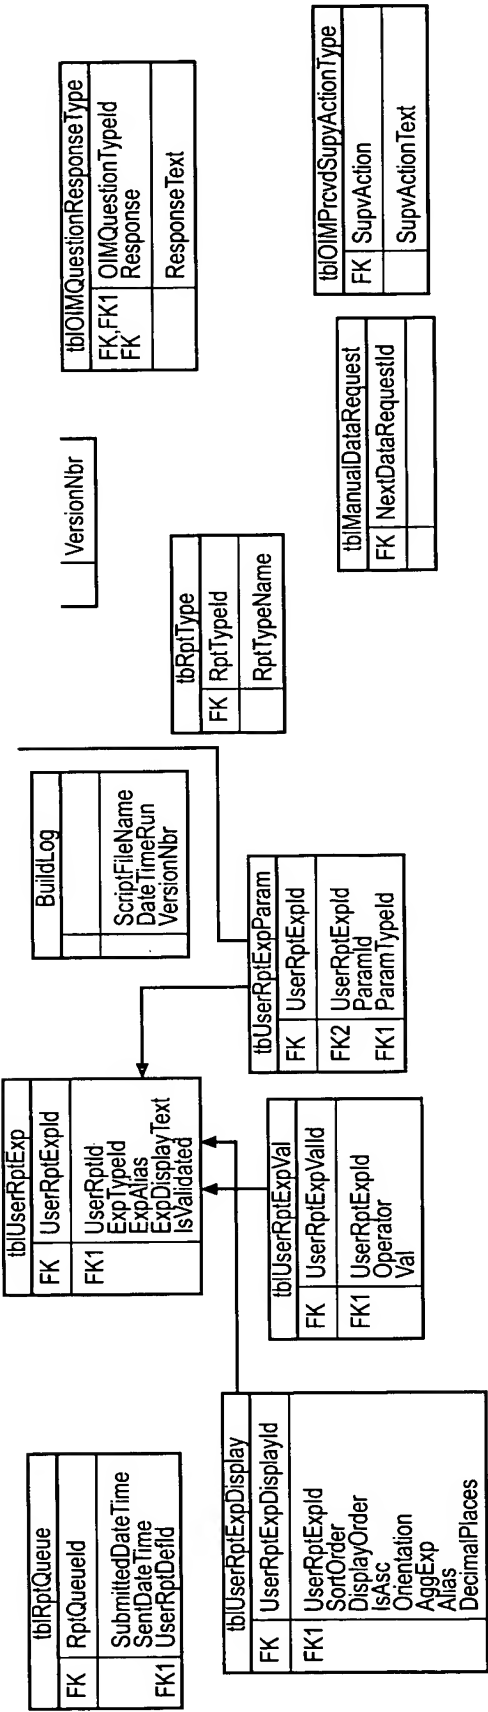 tblRptQueue
FK RptQueueId
SubmittedDateTime
SentDateTime
FK1 UserRptDefId
tblUserRptExp
FK UserRptExpId
FK1 UserRptId
ExpTypeId
ExpAlias
ExpDisplayText
IsValidated
BuildLog
ScriptFileName
DateTimeRun
VersionNbr
VersionNbr
tblOIMQuestionResponseType
FK,FK1 OIMQuestionTypeId
FK Response
ResponseText
tbRptType
FK RptTypeId
RptTypeName
tblUserRptExpDisplay
FK UserRptExpDisplayId
FK1 UserRptExpId
SortOrder
DisplayOrder
IsAsc
Orientation
AggExp
Alias
DecimalPlaces
tblUserRptExpVal
FK UserRptExpValId
FK1 UserRptExpId
Operator
Val
tbUserRptExpParam
FK UserRptExpId
FK2 UserRptExpId
ParamId
FK1 ParamTypeId
tblManualDataRequest
FK NextDataRequestId
tblOIMPrcvdSupyActionType
FK SupvAction
SupvActionText